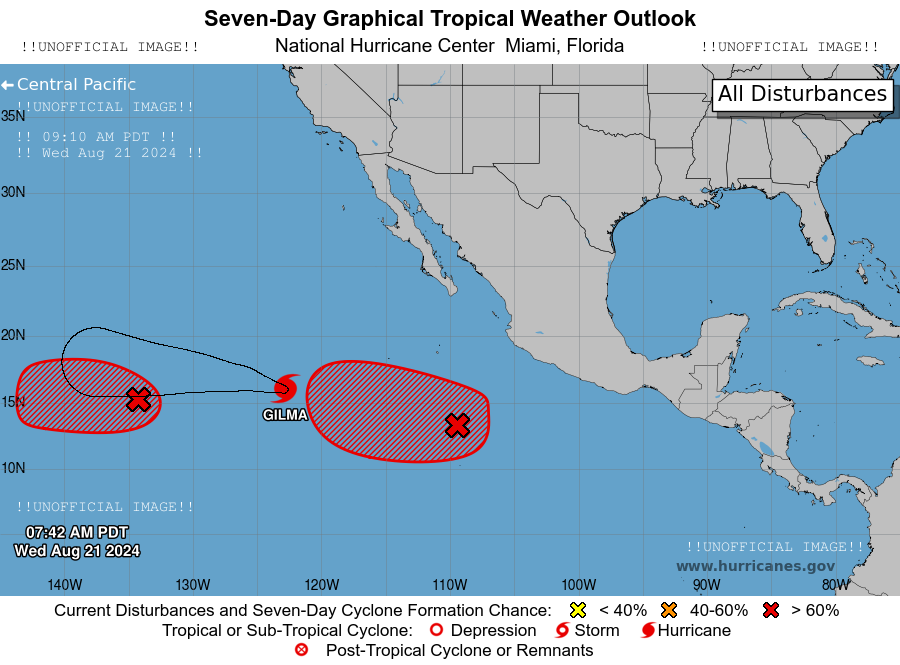 Seven-Day Graphical Tropical Weather Outlook
!!UNOFFICIAL IMAGE!! National Hurricane Center Miami, Florida !!UNOFFICIAL IMAGE!!
Central Pacific
All Disturbances
!!UNOFFICIAL IMAGE!!
35N
!! 09:10 AM PDT !!
!! Wed Aug 21 2024 !!
30N
25N
20N
15N
GILMA
10N
!!UNOFFICIAL IMAGE!!
07:42 AM PDT
Wed Aug 21 2024
!!UNOFFICIAL IMAGE!!
www.hurricanes.gov
140W 130W 120W 110W 100W 90W 80W
Current Disturbances and Seven-Day Cyclone Formation Chance: < 40% 40-60% > 60%
Tropical or Sub-Tropical Cyclone: Depression Storm Hurricane
Post-Tropical Cyclone or Remnants